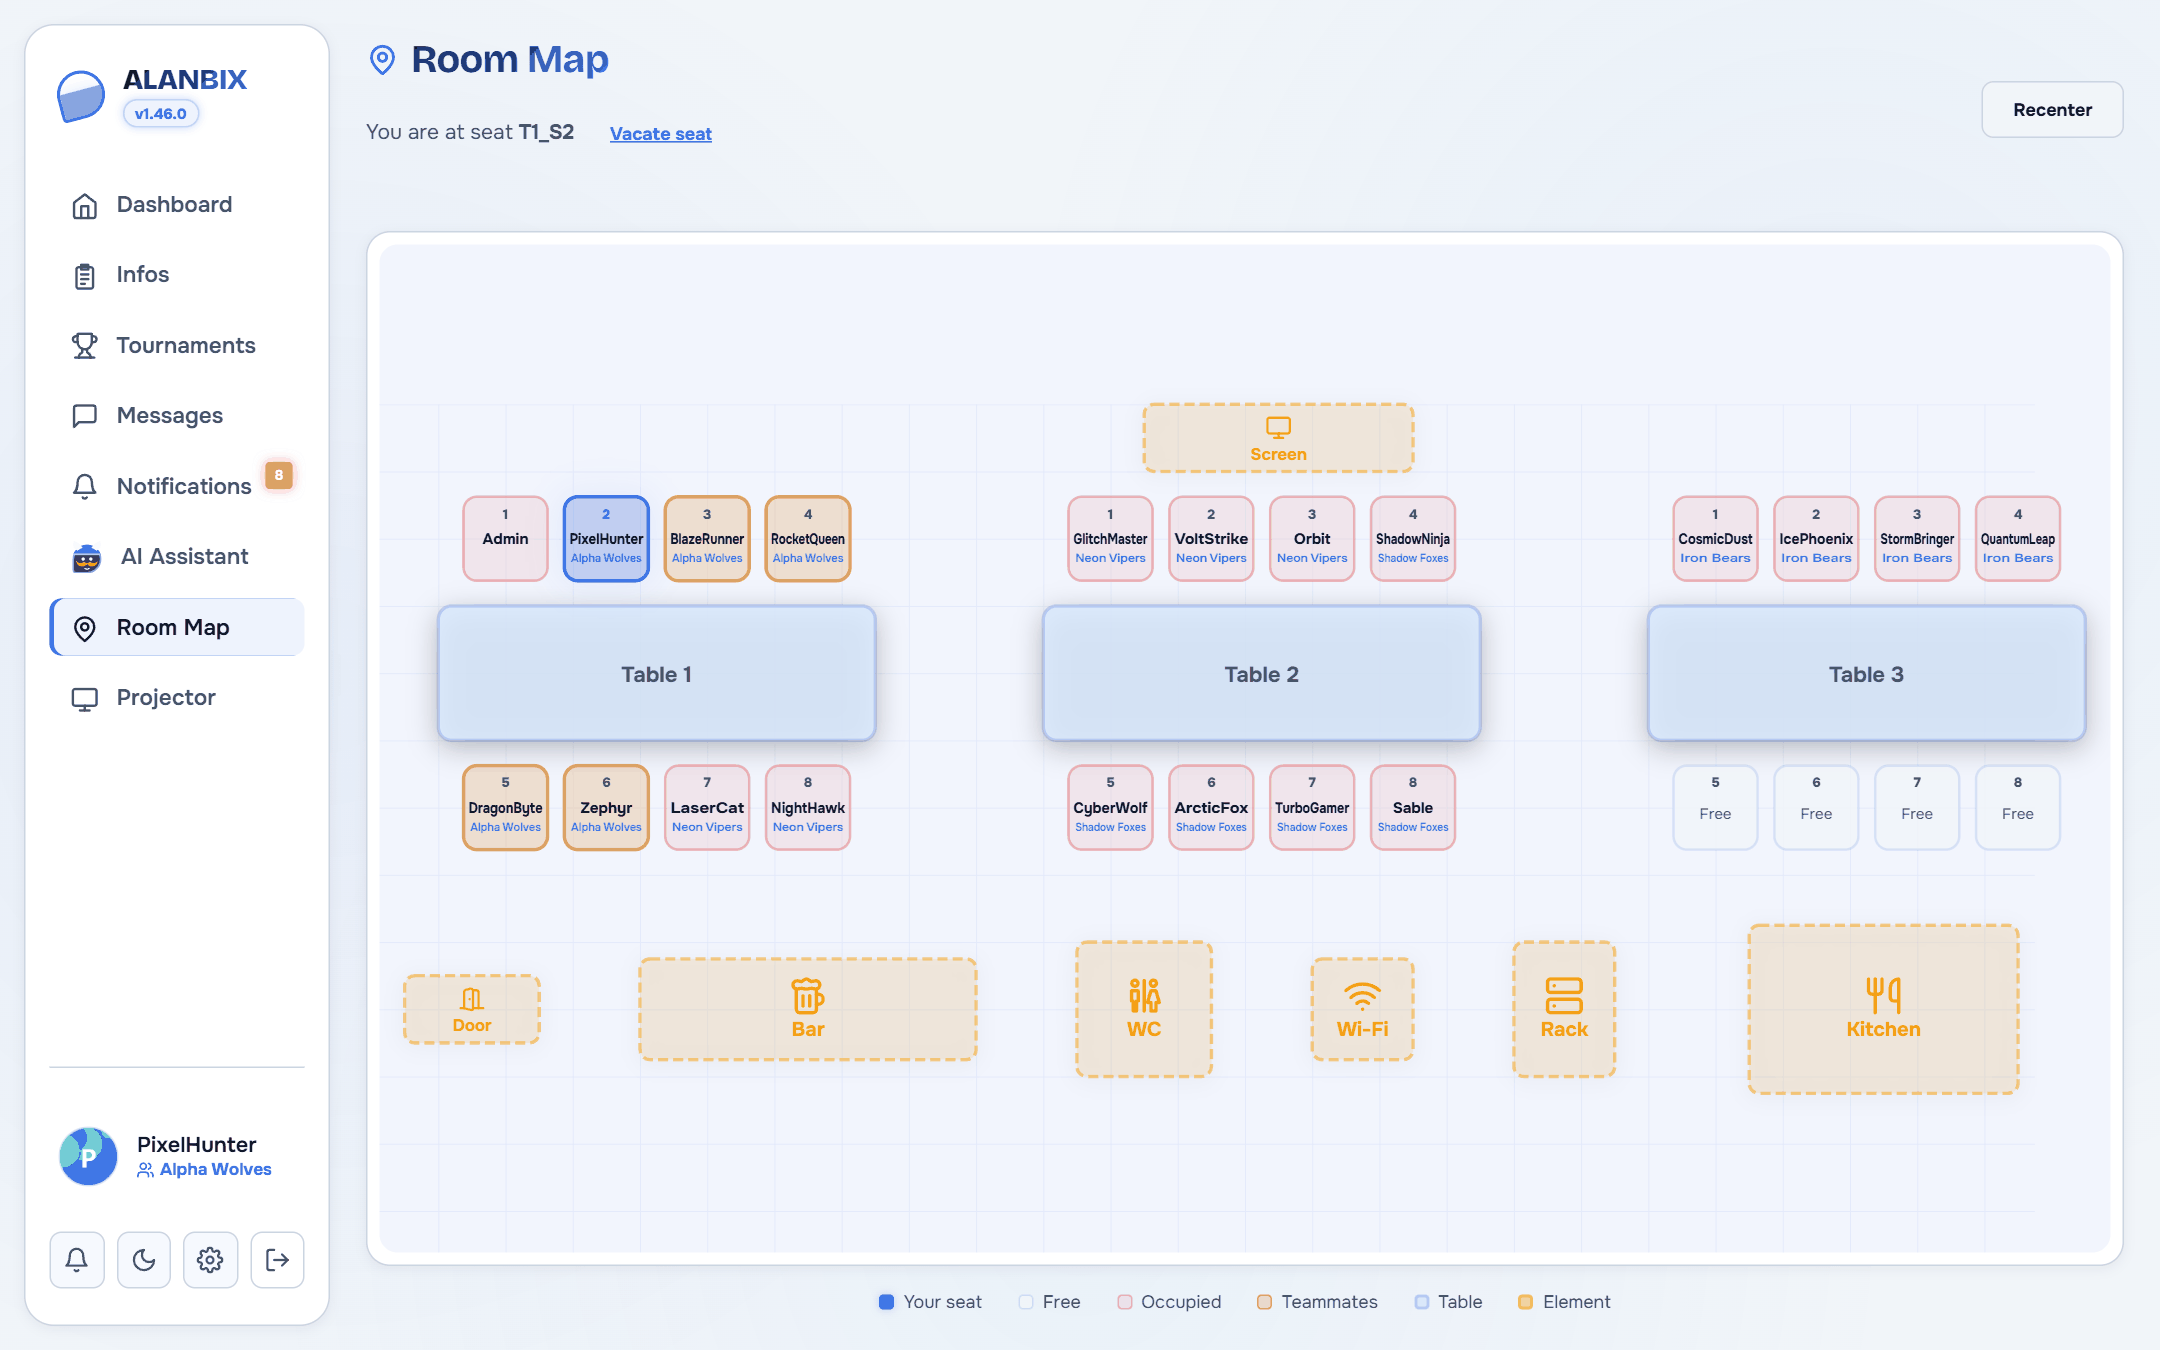 ALANBIX
v1.46.0
Dashboard
Infos
Tournaments
Messages
Notifications
8
AI Assistant
Room Map
Projector
PixelHunter
Alpha Wolves
Room Map
You are at seat T1_S2
Vacate seat
Recenter
Screen
1
Admin
2
PixelHunter
Alpha Wolves
3
BlazeRunner
Alpha Wolves
4
RocketQueen
Alpha Wolves
1
GlitchMaster
Neon Vipers
2
VoltStrike
Neon Vipers
3
Orbit
Neon Vipers
4
ShadowNinja
Shadow Foxes
1
CosmicDust
Iron Bears
2
IcePhoenix
Iron Bears
3
StormBringer
Iron Bears
4
QuantumLeap
Iron Bears
Table 1
Table 2
Table 3
5
DragonByte
Alpha Wolves
6
Zephyr
Alpha Wolves
7
LaserCat
Neon Vipers
8
NightHawk
Neon Vipers
5
CyberWolf
Shadow Foxes
6
ArcticFox
Shadow Foxes
7
TurboGamer
Shadow Foxes
8
Sable
Shadow Foxes
5
Free
6
Free
7
Free
8
Free
Door
Bar
WC
Wi-Fi
Rack
Kitchen
Your seat
Free
Occupied
Teammates
Table
Element
P